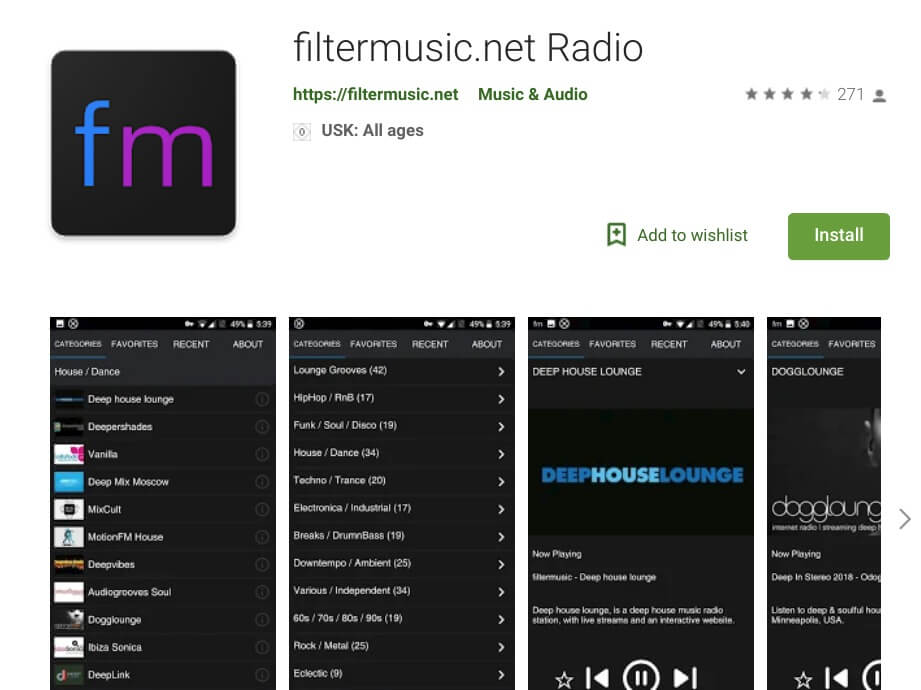 fm
filtermusic.net Radio
https://filtermusic.net Music & Audio
271
0 USK: All ages
Add to wishlist
Install
49% 5:39
CATEGORIES FAVORITES RECENT ABOUT
House / Dance
Deep house lounge
Deepershades
Vanilla
Deep Mix Moscow
MixCult
MotionFM House
Deepvibes
Audiogrooves Soul
Dogglounge
Ibiza Sonica
DeepLink
49% 5:39
CATEGORIES FAVORITES RECENT ABOUT
Lounge Grooves (42)
HipHop / RnB (17)
Funk / Soul / Disco (19)
House / Dance (34)
Techno / Trance (20)
Electronica / Industrial (17)
Breaks / DrumnBass (19)
Downtempo / Ambient (25)
Various / Independent (34)
60s / 70s / 80s / 90s (19)
Rock / Metal (25)
Eclectic (9)
fm 49% 5:40
CATEGORIES FAVORITES RECENT ABOUT
DEEP HOUSE LOUNGE
DEEPHOUSELOUNGE
Now Playing
filtermusic - Deep house lounge
Deep house lounge, is a deep house music radio
station, with live streams and an interactive website.
fm
CATEGORIES FAVORITES
DOGGLOUNGE
doggloung
internet radio | streaming deep h
Now Playing
Deep In Stereo 2018 - Odog
Listen to deep & soulful hou
Minneapolis, USA.